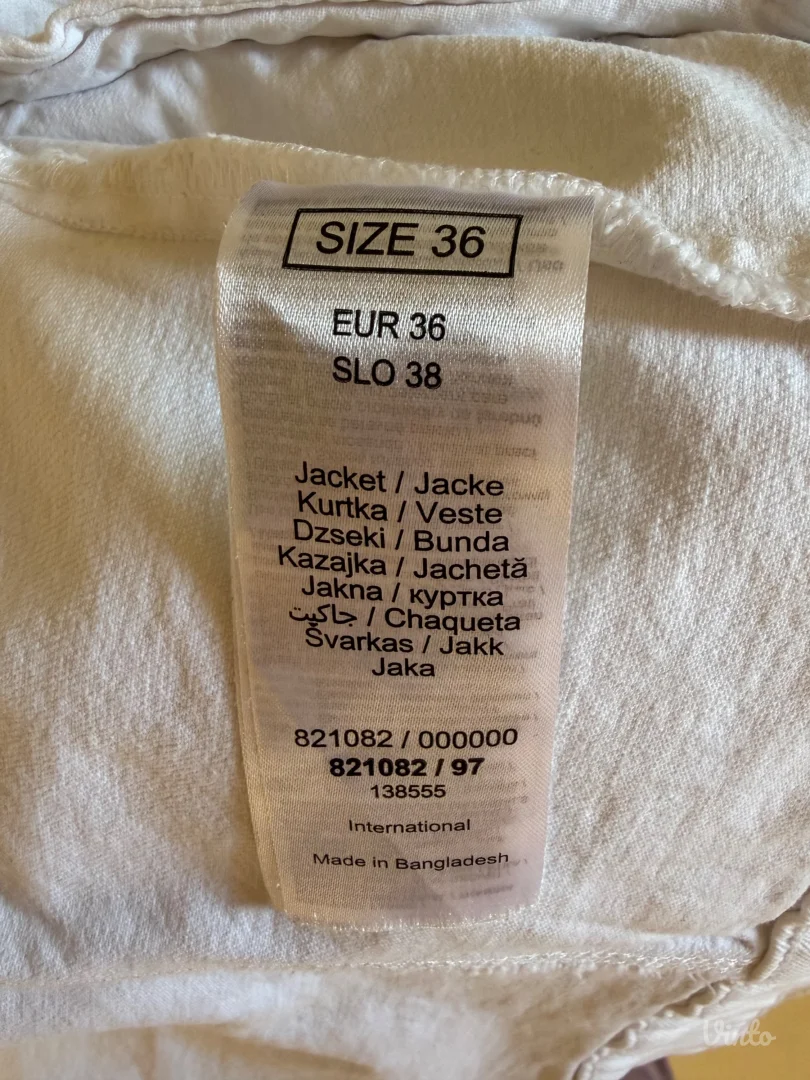 SIZE 36
EUR 36
SLO 38
Jacket / Jacke
Kurtka / Veste
Dzseki / Bunda
Kazajka / Jachetă
Jakna / куртка
جاكيت / Chaqueta
Švarkas / Jakk
Jaka
821082 / 000000
821082 / 97
138555
International
Made in Bangladesh
Vinto